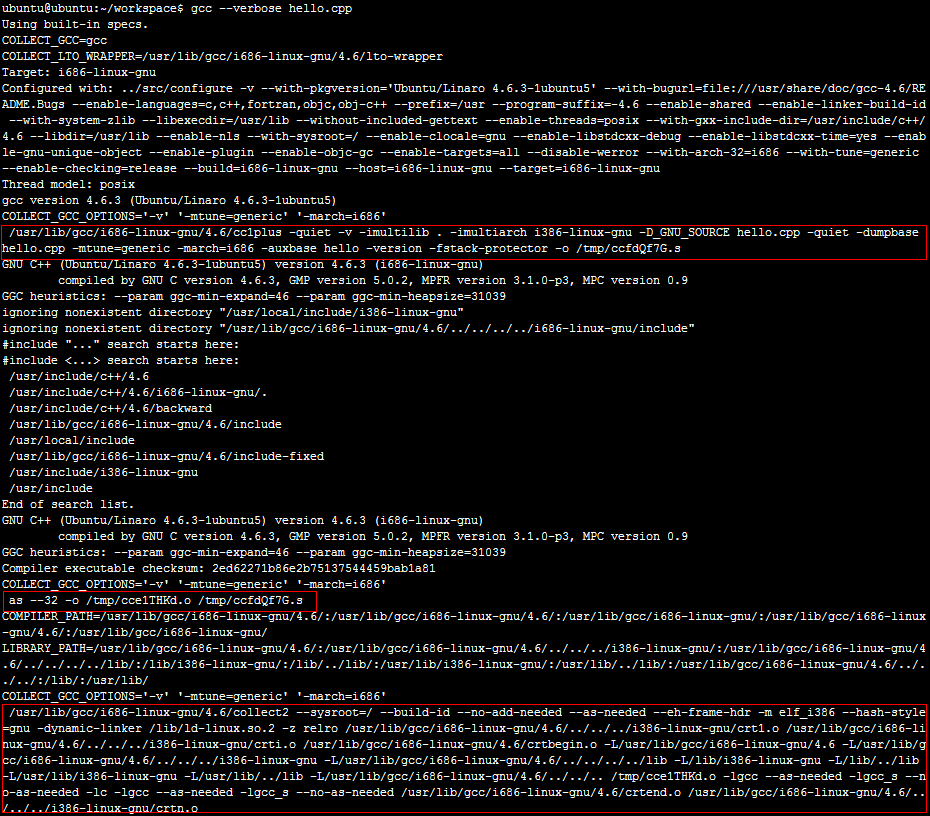 ubuntu@ubuntu:~/workspace$ gcc --verbose hello.cpp
Using built-in specs.
COLLECT_GCC=gcc
COLLECT_LTO_WRAPPER=/usr/lib/gcc/i686-linux-gnu/4.6/lto-wrapper
Target: i686-linux-gnu
Configured with: ../src/configure -v --with-pkgversion='Ubuntu/Linaro 4.6.3-1ubuntu5' --with-bugurl=file:///usr/share/doc/gcc-4.6/RE
ADME.Bugs --enable-languages=c,c++,fortran,objc,obj-c++ --prefix=/usr --program-suffix=-4.6 --enable-shared --enable-linker-build-id
 --with-system-zlib --libexecdir=/usr/lib --without-included-gettext --enable-threads=posix --with-gxx-include-dir=/usr/include/c++/
4.6 --libdir=/usr/lib --enable-nls --with-sysroot=/ --enable-clocale=gnu --enable-libstdcxx-debug --enable-libstdcxx-time=yes --enab
le-gnu-unique-object --enable-plugin --enable-objc-gc --enable-targets=all --disable-werror --with-arch-32=i686 --with-tune=generic
--enable-checking=release --build=i686-linux-gnu --host=i686-linux-gnu --target=i686-linux-gnu
Thread model: posix
gcc version 4.6.3 (Ubuntu/Linaro 4.6.3-1ubuntu5)
COLLECT_GCC_OPTIONS='-v' '-mtune=generic' '-march=i686'
 /usr/lib/gcc/i686-linux-gnu/4.6/cc1plus -quiet -v -imultilib . -imultiarch i386-linux-gnu -D_GNU_SOURCE hello.cpp -quiet -dumpbase
hello.cpp -mtune=generic -march=i686 -auxbase hello -version -fstack-protector -o /tmp/ccfdQf7G.s
GNU C++ (Ubuntu/Linaro 4.6.3-1ubuntu5) version 4.6.3 (i686-linux-gnu)
        compiled by GNU C version 4.6.3, GMP version 5.0.2, MPFR version 3.1.0-p3, MPC version 0.9
GGC heuristics: --param ggc-min-expand=46 --param ggc-min-heapsize=31039
ignoring nonexistent directory "/usr/local/include/i386-linux-gnu"
ignoring nonexistent directory "/usr/lib/gcc/i686-linux-gnu/4.6/../../../../i686-linux-gnu/include"
#include "..." search starts here:
#include <...> search starts here:
 /usr/include/c++/4.6
 /usr/include/c++/4.6/i686-linux-gnu/.
 /usr/include/c++/4.6/backward
 /usr/lib/gcc/i686-linux-gnu/4.6/include
 /usr/local/include
 /usr/lib/gcc/i686-linux-gnu/4.6/include-fixed
 /usr/include/i386-linux-gnu
 /usr/include
End of search list.
GNU C++ (Ubuntu/Linaro 4.6.3-1ubuntu5) version 4.6.3 (i686-linux-gnu)
        compiled by GNU C version 4.6.3, GMP version 5.0.2, MPFR version 3.1.0-p3, MPC version 0.9
GGC heuristics: --param ggc-min-expand=46 --param ggc-min-heapsize=31039
Compiler executable checksum: 2ed62271b86e2b75137544459bab1a81
COLLECT_GCC_OPTIONS='-v' '-mtune=generic' '-march=i686'
 as --32 -o /tmp/cce1THKd.o /tmp/ccfdQf7G.s
COMPILER_PATH=/usr/lib/gcc/i686-linux-gnu/4.6/:/usr/lib/gcc/i686-linux-gnu/4.6/:/usr/lib/gcc/i686-linux-gnu/:/usr/lib/gcc/i686-linux
-gnu/4.6/:/usr/lib/gcc/i686-linux-gnu/
LIBRARY_PATH=/usr/lib/gcc/i686-linux-gnu/4.6/:/usr/lib/gcc/i686-linux-gnu/4.6/../../../i386-linux-gnu/:/usr/lib/gcc/i686-linux-gnu/4
.6/../../../../lib/:/lib/i386-linux-gnu/:/lib/../lib/:/usr/lib/i386-linux-gnu/:/usr/lib/../lib/:/usr/lib/gcc/i686-linux-gnu/4.6/../.
./../:/lib/:/usr/lib/
COLLECT_GCC_OPTIONS='-v' '-mtune=generic' '-march=i686'
 /usr/lib/gcc/i686-linux-gnu/4.6/collect2 --sysroot=/ --build-id --no-add-needed --as-needed --eh-frame-hdr -m elf_i386 --hash-style
=gnu -dynamic-linker /lib/ld-linux.so.2 -z relro /usr/lib/gcc/i686-linux-gnu/4.6/../../../i386-linux-gnu/crt1.o /usr/lib/gcc/i686-li
nux-gnu/4.6/../../../i386-linux-gnu/crti.o /usr/lib/gcc/i686-linux-gnu/4.6/crtbegin.o -L/usr/lib/gcc/i686-linux-gnu/4.6 -L/usr/lib/g
cc/i686-linux-gnu/4.6/../../../i386-linux-gnu -L/usr/lib/gcc/i686-linux-gnu/4.6/../../../../lib -L/lib/i386-linux-gnu -L/lib/../lib
-L/usr/lib/i386-linux-gnu -L/usr/lib/../lib -L/usr/lib/gcc/i686-linux-gnu/4.6/../../.. /tmp/cce1THKd.o -lgcc --as-needed -lgcc_s --n
o-as-needed -lc -lgcc --as-needed -lgcc_s --no-as-needed /usr/lib/gcc/i686-linux-gnu/4.6/crtend.o /usr/lib/gcc/i686-linux-gnu/4.6/..
/../../i386-linux-gnu/crtn.o